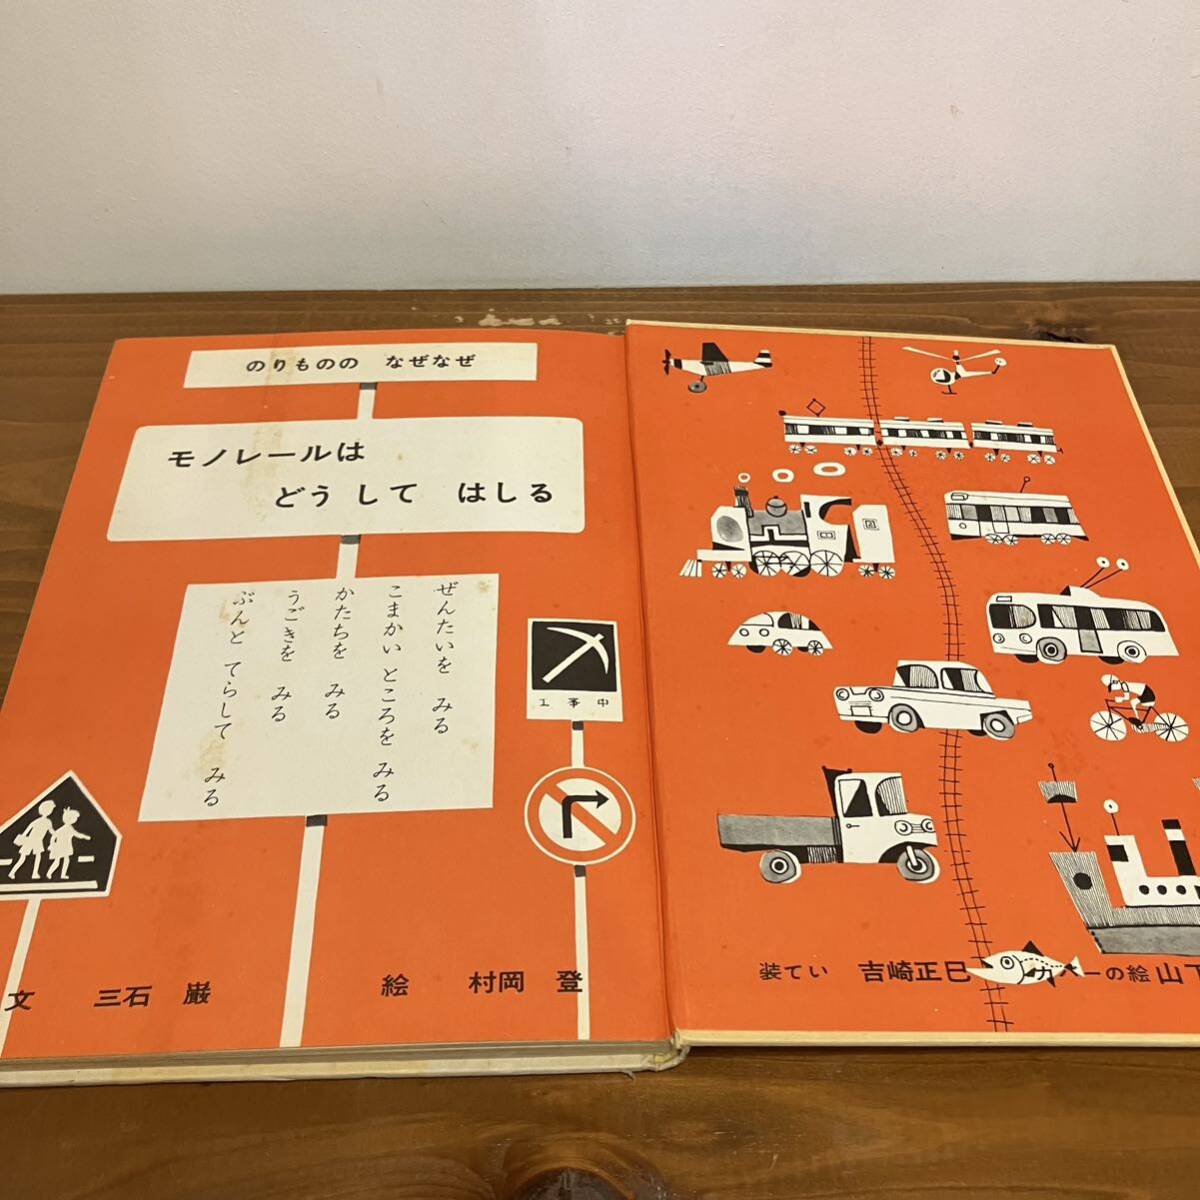 のりものの なぜなぜ
モノレールは
どうして はしる
ぜんたいを みる
こまかい ところを みる
かたちを みる
うごきを みる
ぶんと てらして みる
工事中
文 三石 巌
絵 村岡 登
装てい 吉崎正巳
カバーの絵 山下